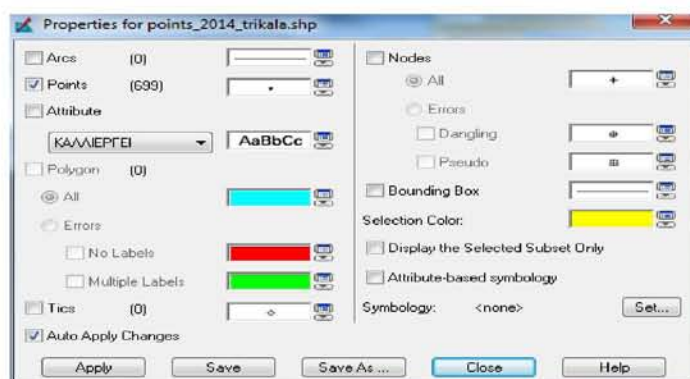 Properties for points_2014_trikala.shp
Arcs (0)
Points (699)
Attribute
ΚΑΛΛΙΕΡΓΕΙ AaBbCc
Polygon (0)
All
Errors
No Labels
Multiple Labels
Tics (0)
Auto Apply Changes
Nodes
All
Errors
Dangling
Pseudo
Bounding Box
Selection Color:
Display the Selected Subset Only
Attribute-based symbology
Symbology: <none> Set...
Apply Save Save As ... Close Help